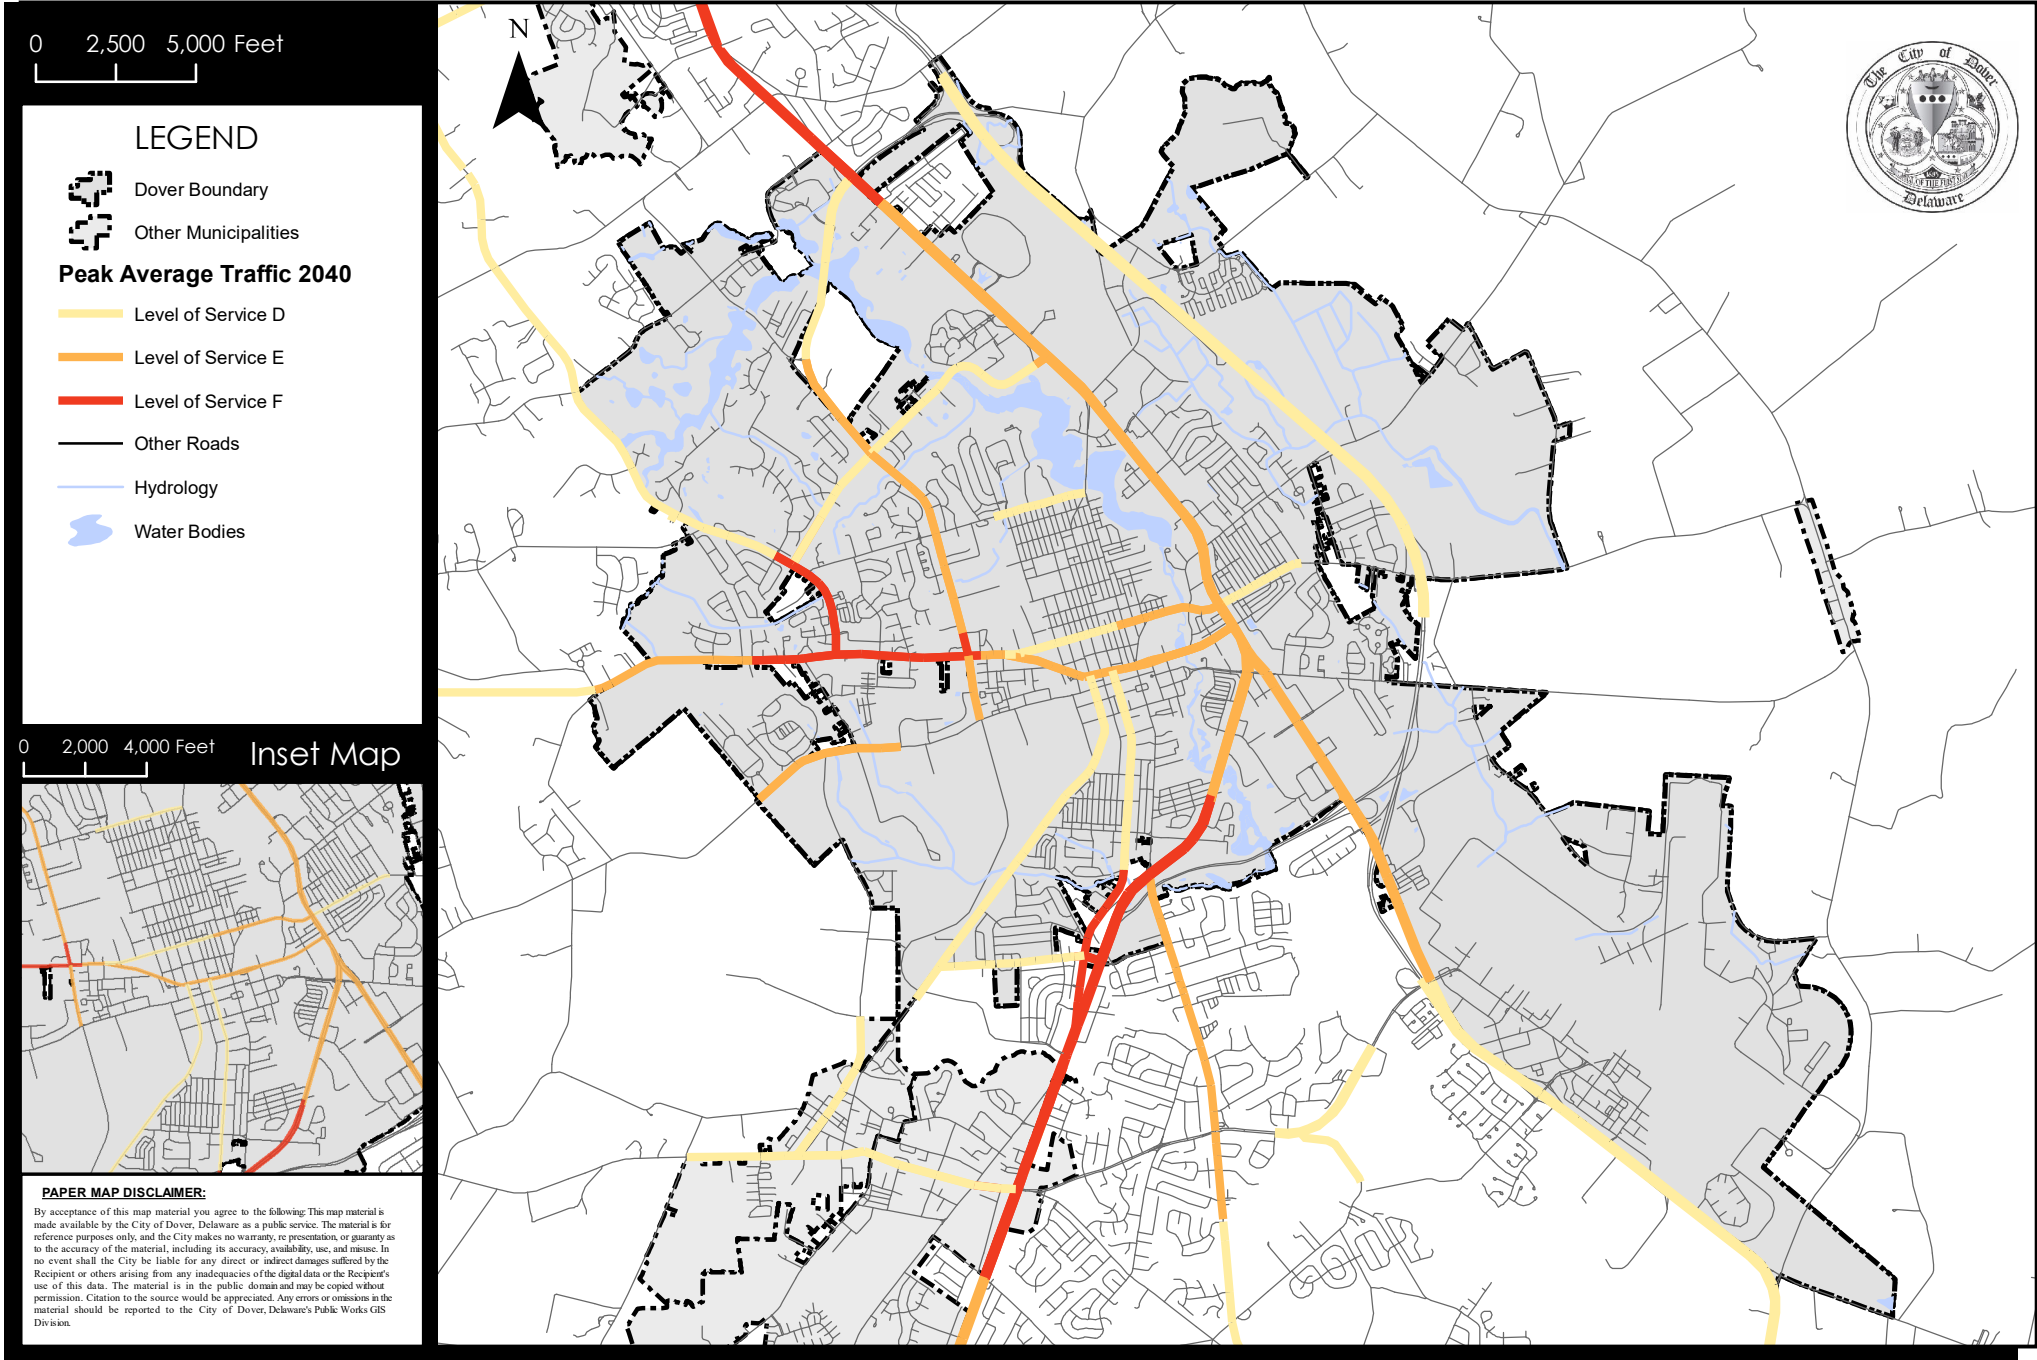 0 2,500 5,000 Feet
LEGEND
Dover Boundary
Other Municipalities
Peak Average Traffic 2040
Level of Service D
Level of Service E
Level of Service F
Other Roads
Hydrology
Water Bodies
0 2,000 4,000 Feet
Inset Map
PAPER MAP DISCLAIMER:
By acceptance of this map material you agree to the following: This map material is
made available by the City of Dover, Delaware as a public service. The material is for
reference purposes only, and the City makes no warranty, re presentation, or guaranty as
to the accuracy of the material, including its accuracy, availability, use, and misuse. In
no event shall the City be liable for any direct or indirect damages suffered by the
Recipient or others arising from any inadequacies of the digital data or the Recipient's
use of this data. The material is in the public domain and may be copied without
permission. Citation to the source would be appreciated. Any errors or omissions in the
material should be reported to the City of Dover, Delaware's Public Works GIS
Division.
N
The City of Dover
Delaware